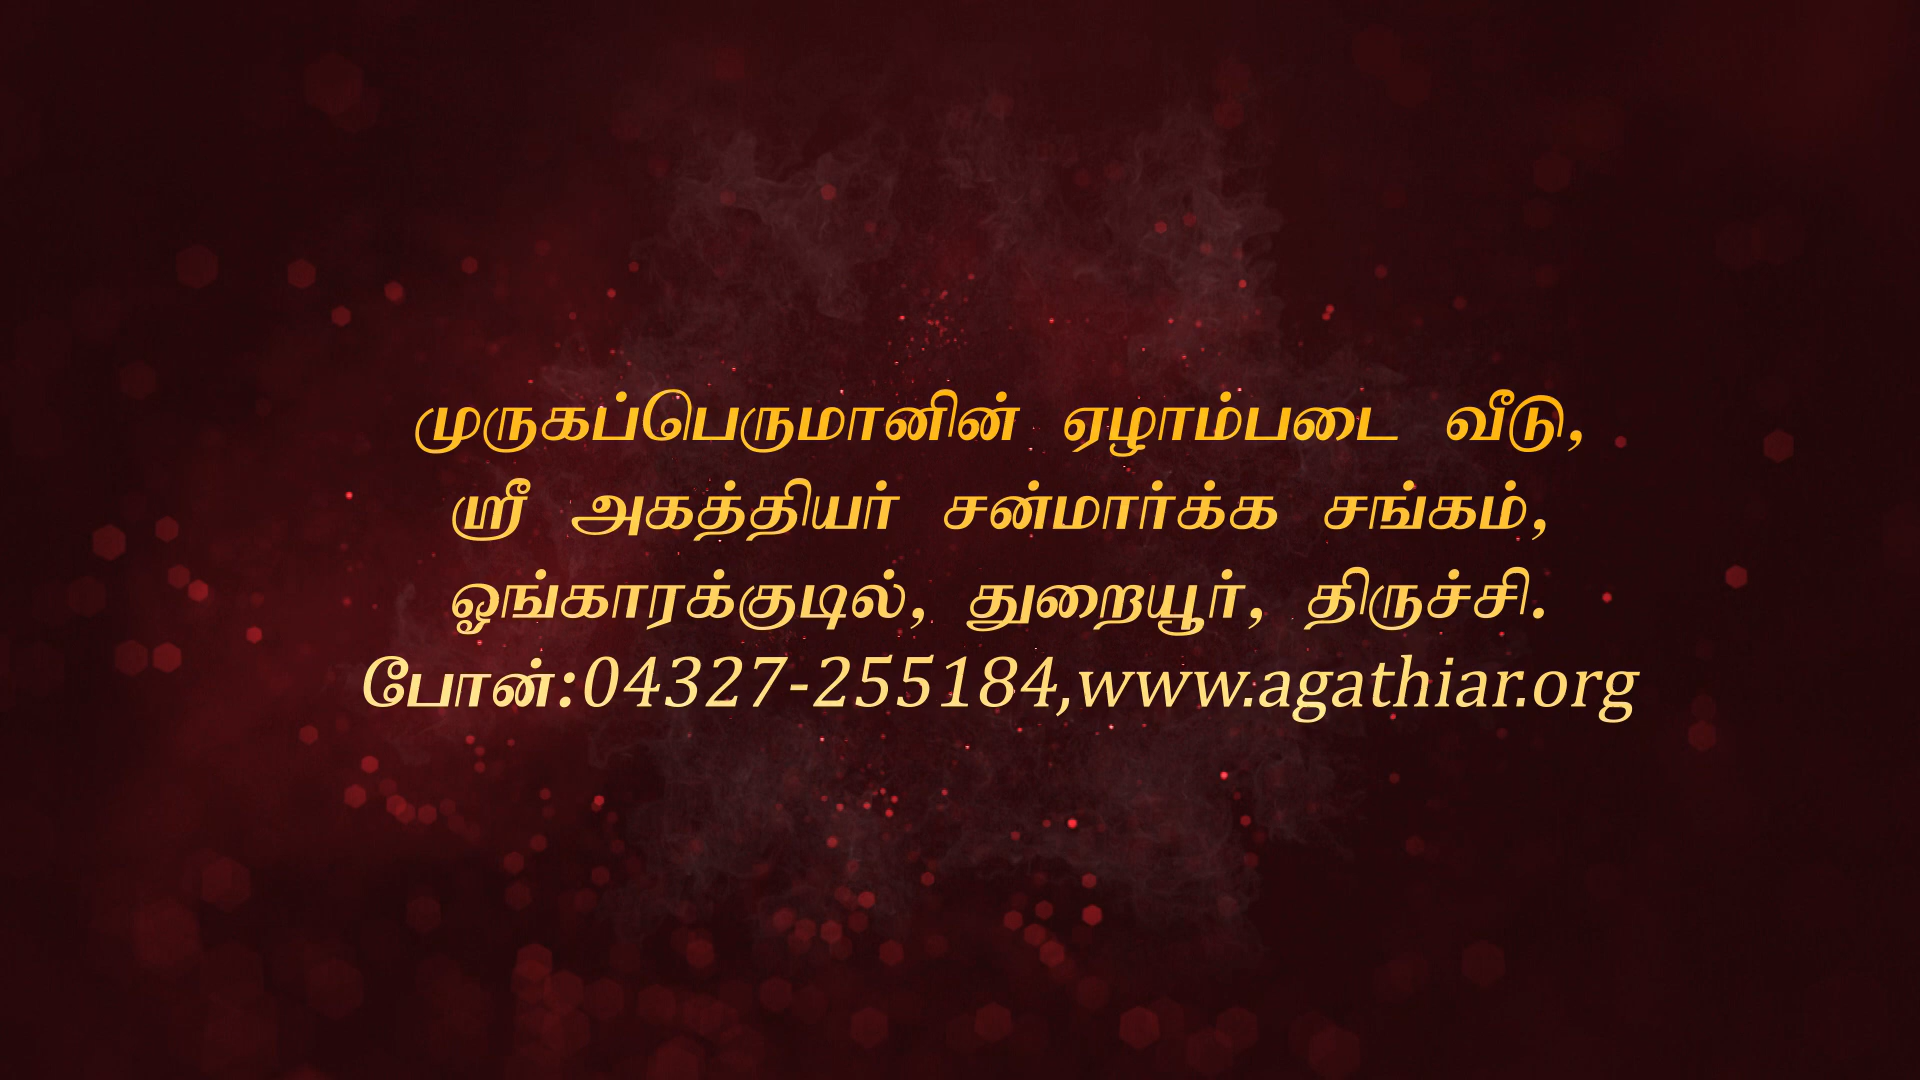 முருகப்பெருமானின் ஏழாம்படை வீடு,
ஸ்ரீ அகத்தியர் சன்மார்க்க சங்கம்,
ஓங்காரக்குடில், துறையூர், திருச்சி.
போன்:04327-255184,www.agathiar.org